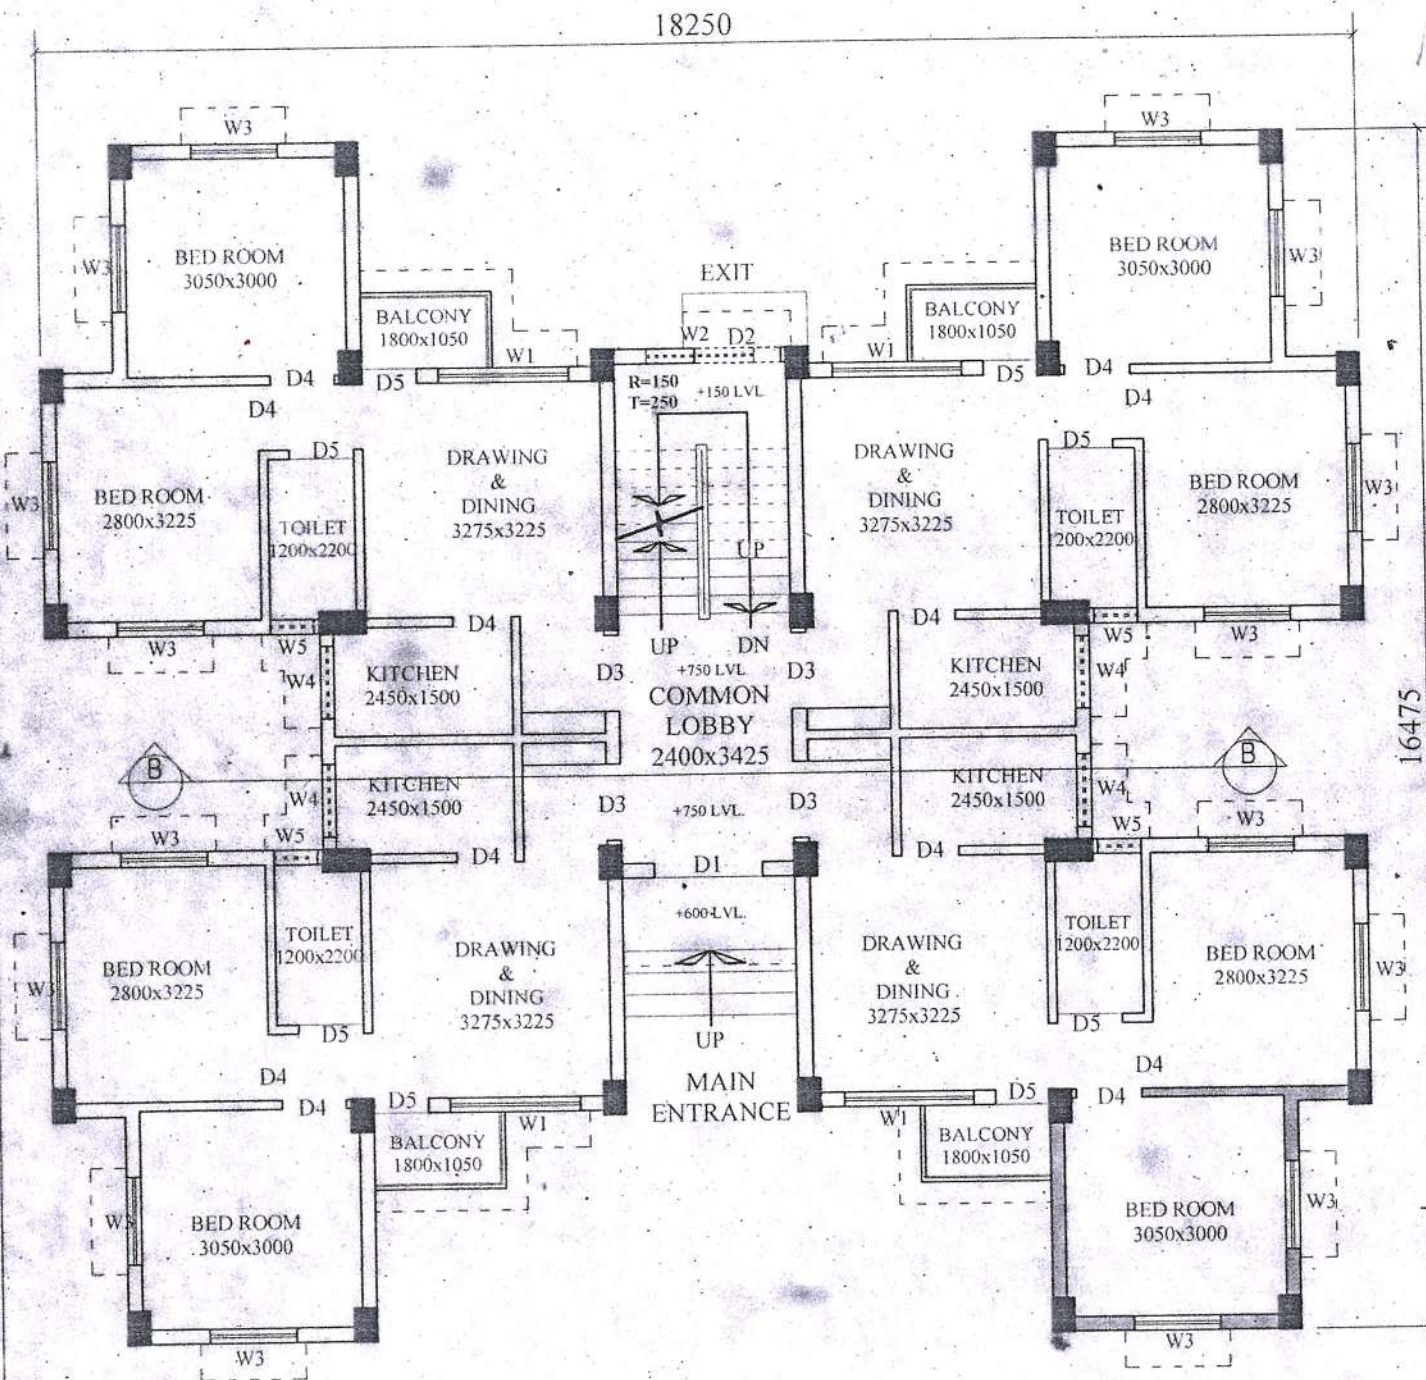 18250
W3
W3
W3
BED ROOM
3050x3000
W3
BED ROOM
3050x3000
W3
EXIT
BALCONY
1800x1050
BALCONY
1800x1050
W1
W2
D2
W1
D4
D5
D5
D4
D4
D4
R=150
T=250
+150 LVL
D5
D5
DRAWING
&
DINING
3275x3225
DRAWING
&
DINING
3275x3225
W3
BED ROOM
2800x3225
BED ROOM
2800x3225
W3
TOILET
1200x2200
TOILET
1200x2200
UP
D4
D4
W3
W5
UP
DN
W5
W3
KITCHEN
2450x1500
D3
+750 LVL
D3
KITCHEN
2450x1500
W4
W4
COMMON
LOBBY
2400x3425
16475
B
B
KITCHEN
2450x1500
KITCHEN
2450x1500
W4
D3
+750 LVL.
D3
W4
W3
W5
W5
W3
D4
D1
D4
+600 LVL.
TOILET
1200x2200
TOILET
1200x2200
DRAWING
&
DINING
3275x3225
DRAWING
&
DINING
3275x3225
W3
BED ROOM
2800x3225
BED ROOM
2800x3225
W3
D5
UP
D5
D4
D4
D4
D5
MAIN
ENTRANCE
D5
D4
W1
W1
BALCONY
1800x1050
BALCONY
1800x1050
W3
BED ROOM
3050x3000
BED ROOM
3050x3000
W3
W3
W3